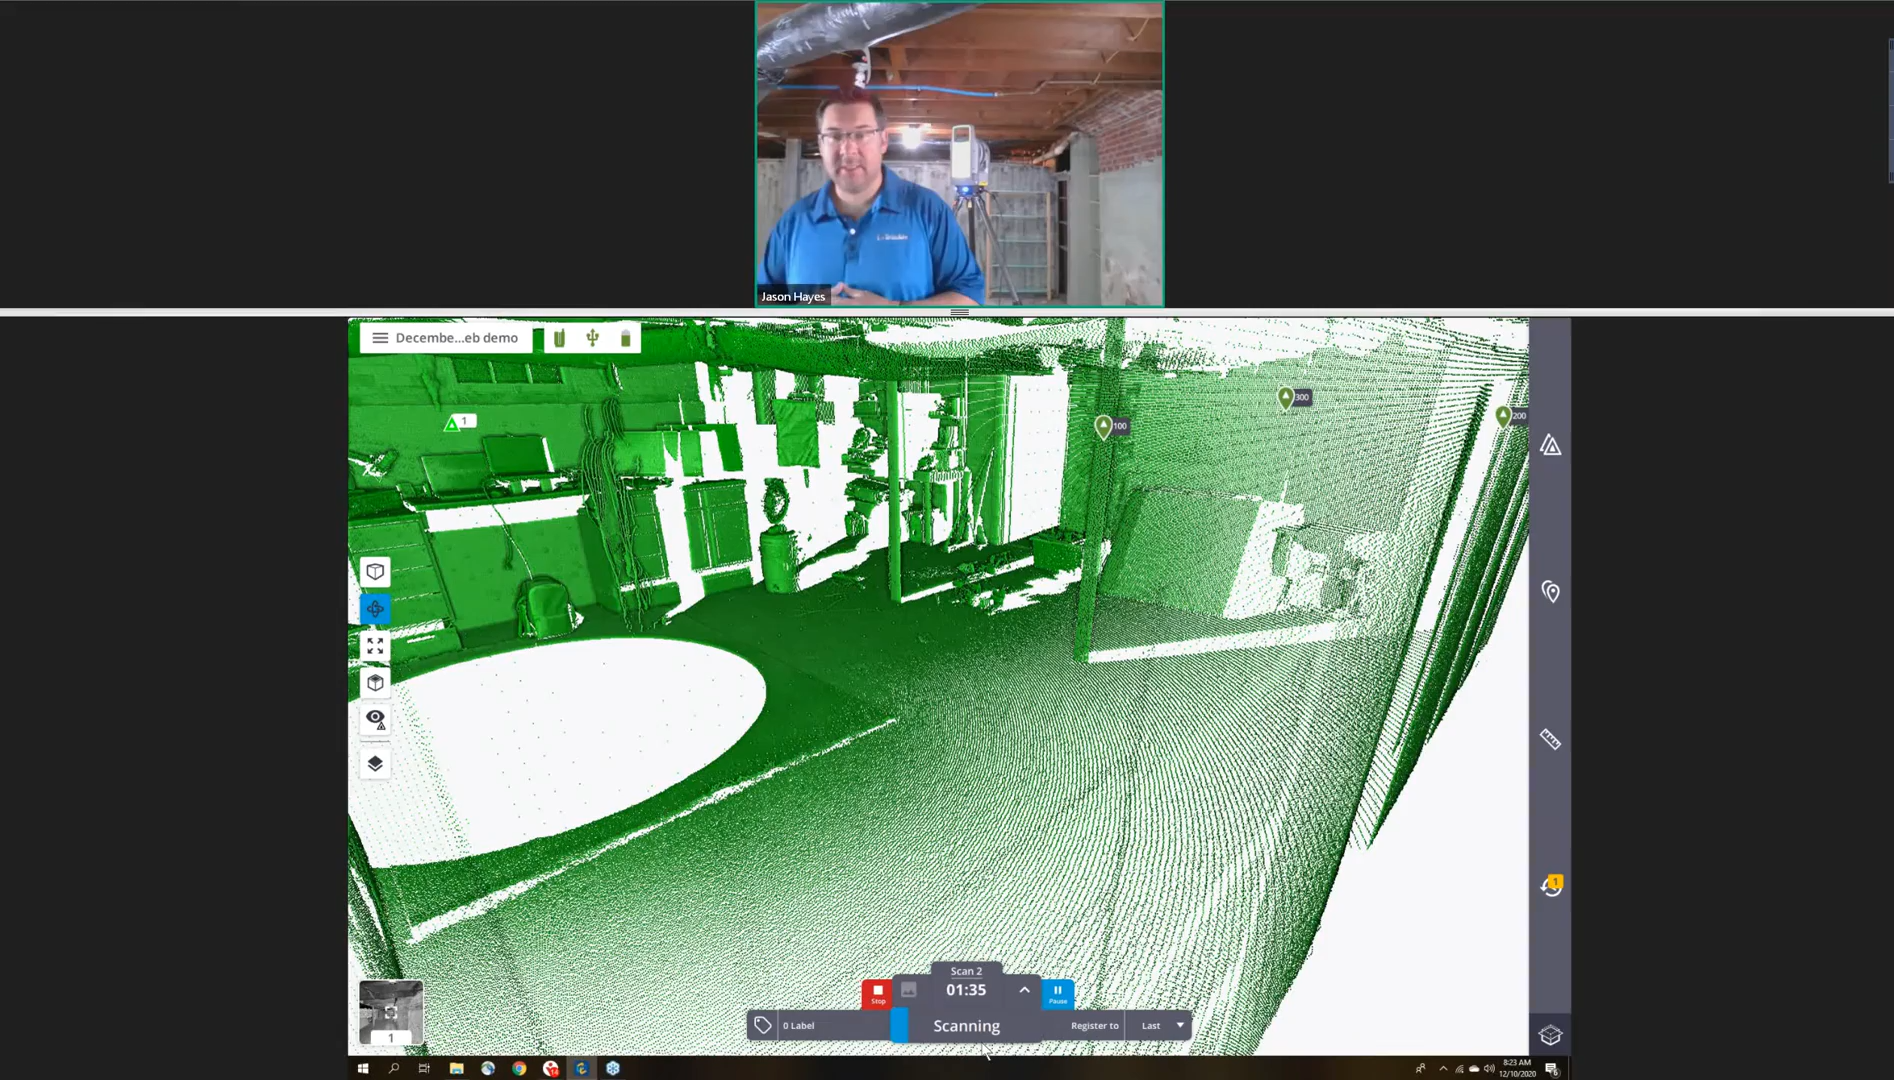 Jason Hayes
Decembe...eb demo
1
100
300
200
1
1
Scan 2
01:35
Stop
Pause
0 Label
Scanning
Register to
Last
8:23 AM
12/10/2020